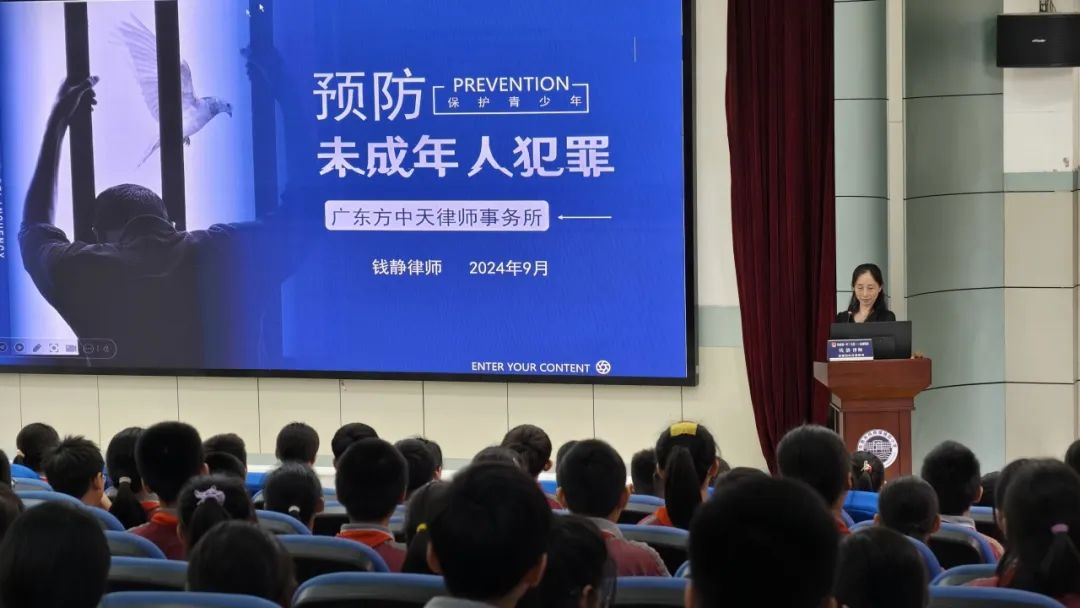 预防
PREVENTION
保护青少年
未成年人犯罪
广东方中天律师事务所
钱静律师 2024年9月
ENTER YOUR CONTENT